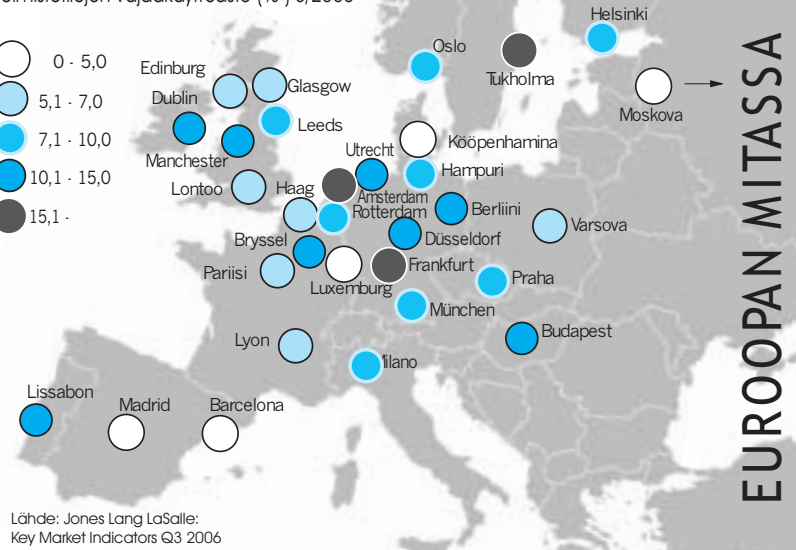 vajaakäyttöaste (%)
0 - 5,0
5,1 - 7,0
7,1 - 10,0
10,1 - 15,0
15,1 -
Helsinki
Oslo
Tukholma
Moskova
Edinburg
Glasgow
Dublin
Leeds
Manchester
Kööpenhamina
Utrecht
Hampuri
Lontoo
Haag
Amsterdam
Rotterdam
Berliini
Varsova
Bryssel
Düsseldorf
Pariisi
Luxemburg
Frankfurt
Praha
München
Lyon
Milano
Budapest
Lissabon
Madrid
Barcelona
EUROOPAN MITASSA
Lähde: Jones Lang LaSalle:
Key Market Indicators Q3 2006